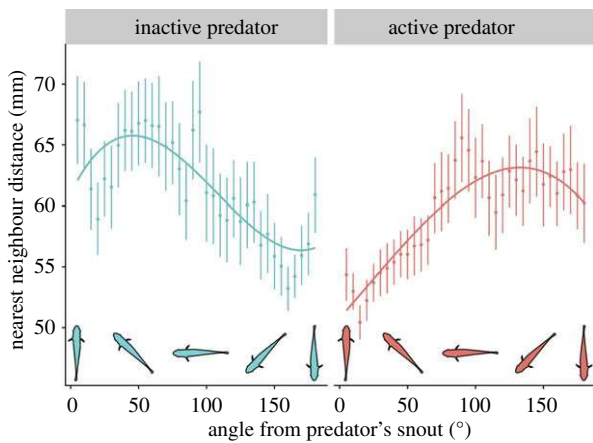 inactive predator
active predator
nearest neighbour distance (mm)
70
65
60
55
50
0 50 100 150 0 50 100 150
angle from predator's snout (°)